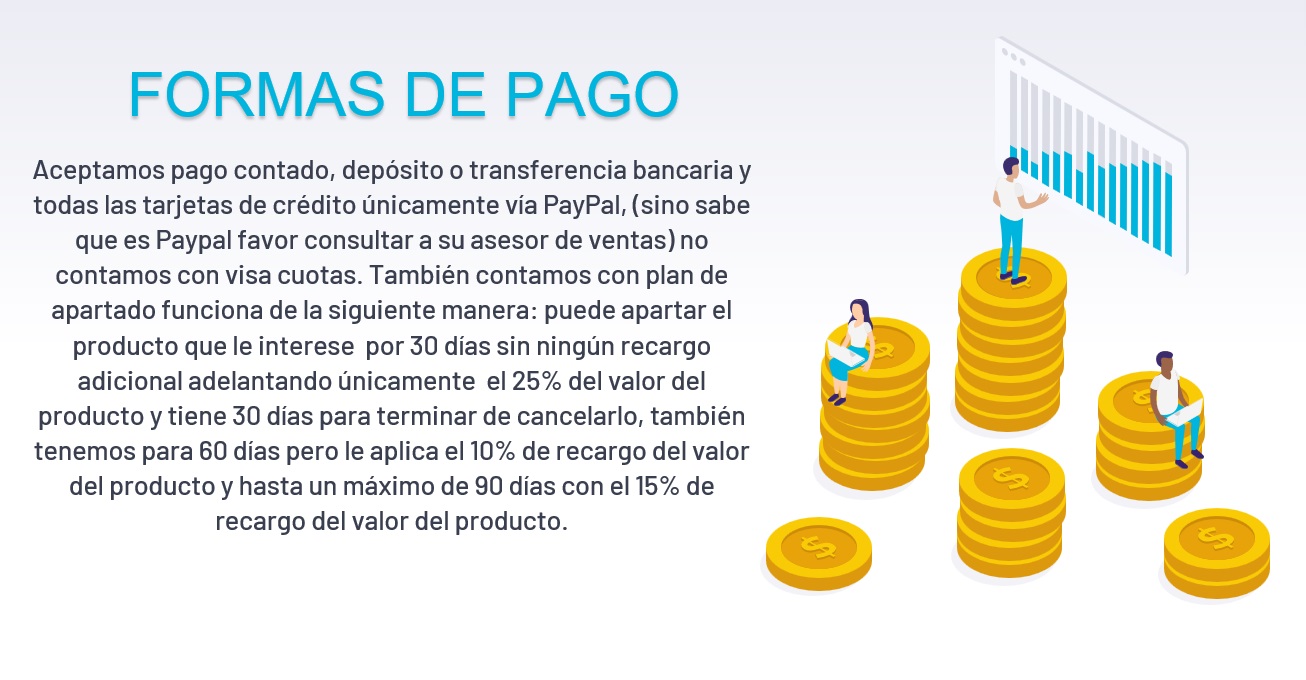 FORMAS DE PAGO
Aceptamos pago contado, depósito o transferencia bancaria y
todas las tarjetas de crédito únicamente vía PayPal, (sino sabe
que es Paypal favor consultar a su asesor de ventas) no
contamos con visa cuotas. También contamos con plan de
apartado funciona de la siguiente manera: puede apartar el
producto que le interese  por 30 días sin ningún recargo
adicional adelantando únicamente  el 25% del valor del
producto y tiene 30 días para terminar de cancelarlo, también
tenemos para 60 días pero le aplica el 10% de recargo del valor
del producto y hasta un máximo de 90 días con el 15% de
recargo del valor del producto.